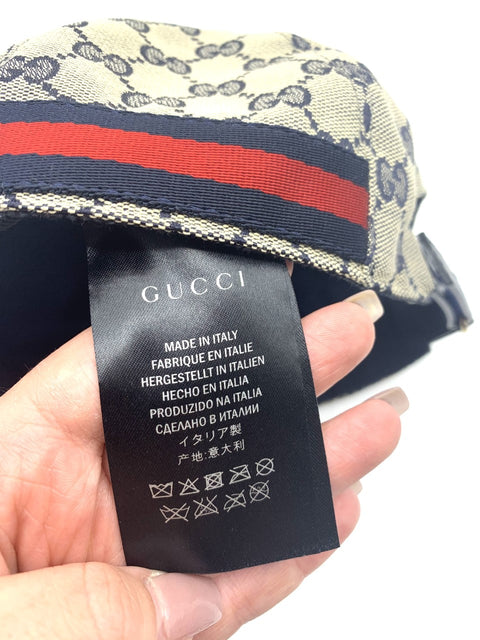 GUCCI
MADE IN ITALY
FABRIQUE EN ITALIE
HERGESTELLT IN ITALIEN
HECHO EN ITALIA
PRODUZIDO NA ITALIA
СДЕЛАНО В ИТАЛИИ
イタリア製
产地:意大利